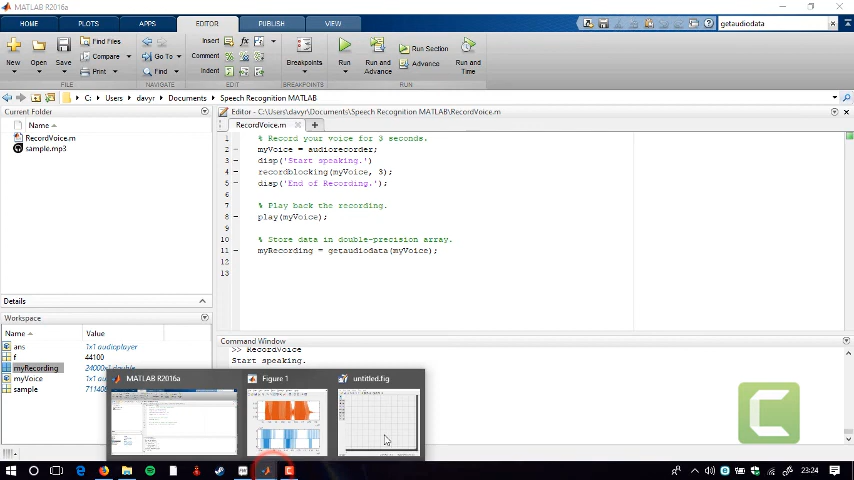 MATLAB R2016a
HOME
PLOTS
APPS
EDITOR
PUBLISH
VIEW
getaudiodata
New
Open
Save
Find Files
Compare
Print
Go To
Find
Insert
Comment
Indent
Breakpoints
Run
Run and
Advance
Run Section
Advance
Run and
Time
FILE
NAVIGATE
EDIT
BREAKPOINTS
RUN
C: Users davyr Documents Speech Recognition MATLAB
Current Folder
Name
RecordVoice.m
sample.mp3
Details
Workspace
Name
Value
ans
1x1 audioplayer
f
44100
myRecording
24000x1 double
myVoice
sample
Editor - C:\Users\davyr\Documents\Speech Recognition MATLAB\RecordVoice.m
RecordVoice.m
1 % Record your voice for 3 seconds.
2 myVoice = audiorecorder;
3 disp('Start speaking.')
4 recordblocking(myVoice, 3);
5 disp('End of Recording.');
6
7 % Play back the recording.
8 play(myVoice);
9
10 % Store data in double-precision array.
11 myRecording = getaudiodata(myVoice);
12
13
Command Window
>> RecordVoice
Start speaking.
MATLAB R2016a
Figure 1
untitled.fig
23:24